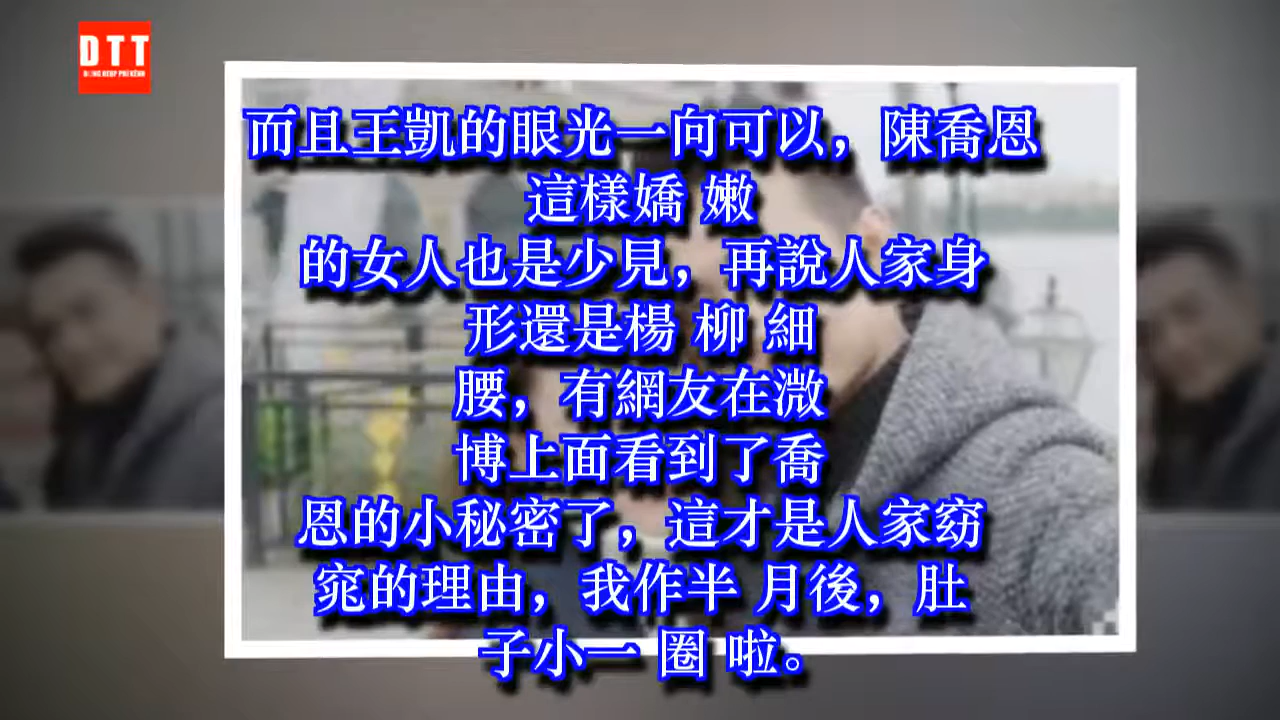 DTT
而且王凱的眼光一向可以，陳喬恩
這樣嬌 嫩
的女人也是少見，再說人家身
形還是楊 柳 細
腰，有網友在溦
博上面看到了喬
恩的小秘密了，這才是人家窈
窕的理由，我作半 月後，肚
子小一 圈 啦。